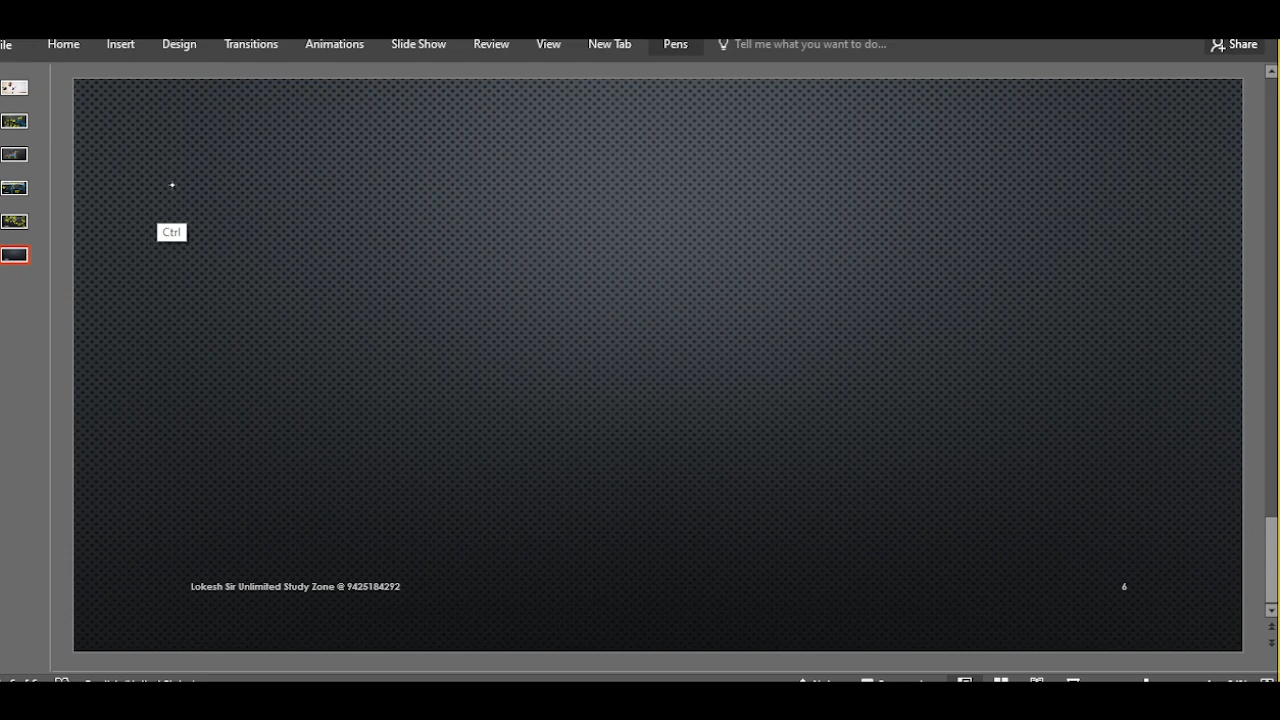 Home Insert Design Transitions Animations Slide Show Review View New Tab Pens Tell me what you want to do... Share
Ctrl
Lokesh Sir Unlimited Study Zone @ 9425184292 6